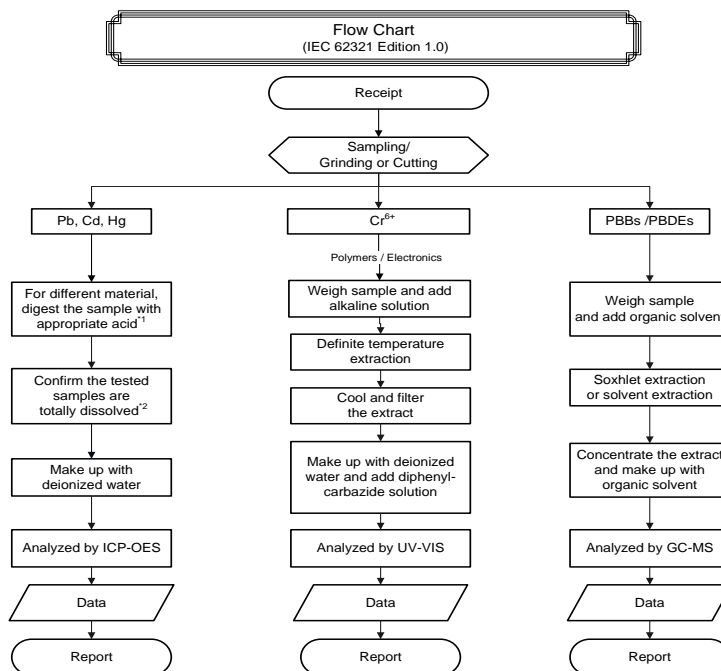 Flow Chart
(IEC 62321 Edition 1.0)
Receipt
Sampling/
Grinding or Cutting
Pb, Cd, Hg
For different material,
digest the sample with
appropriate acid*1
Confirm the tested
samples are
totally dissolved*2
Make up with
deionized water
Analyzed by ICP-OES
Data
Report
Cr6+
Polymers / Electronics
Weigh sample and add
alkaline solution
Definite temperature
extraction
Cool and filter
the extract
Make up with deionized
water and add diphenyl-
carbazide solution
Analyzed by UV-VIS
Data
Report
PBBs /PBDEs
Weigh sample
and add organic solvent
Soxhlet extraction
or solvent extraction
Concentrate the extract
and make up with
organic solvent
Analyzed by GC-MS
Data
Report